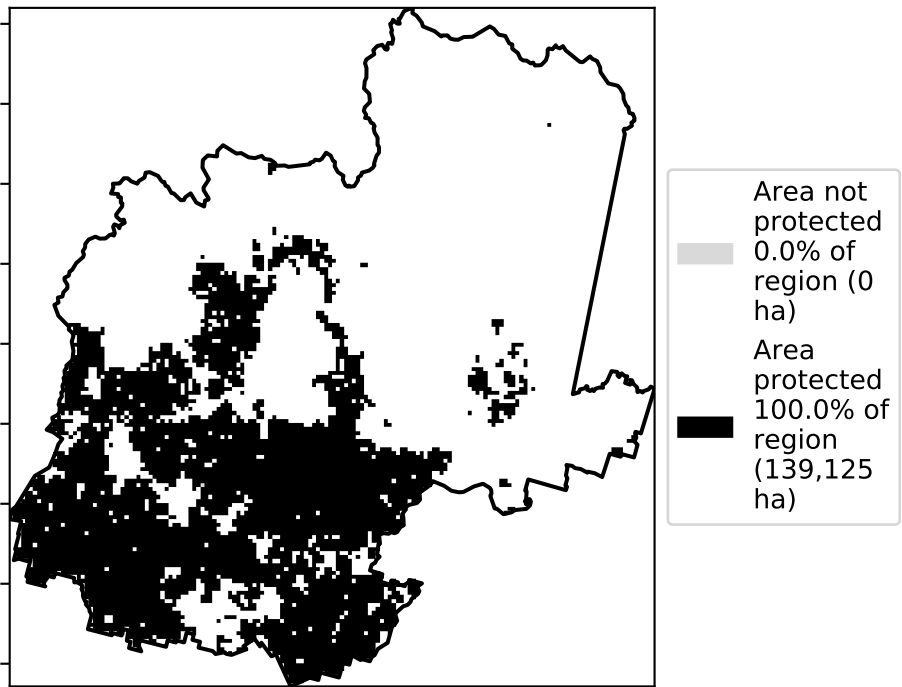 Area not
protected
0.0% of
region (0
ha)
Area
protected
100.0% of
region
(139,125
ha)